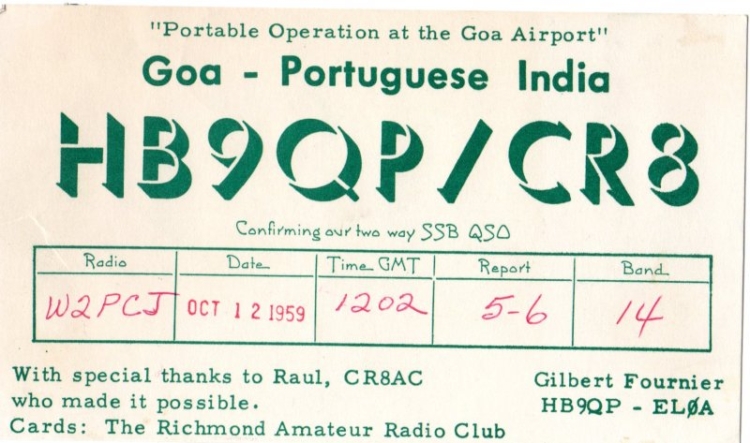 "Portable Operation at the Goa Airport"
Goa - Portuguese India
HB9QP/CR8
Confirming our two way SSB QSO
Radio Date Time GMT Report Band
W2PCJ OCT 12 1959 1202 5-6 14
With special thanks to Raul, CR8AC
who made it possible.
Cards: The Richmond Amateur Radio Club
Gilbert Fournier
HB9QP - ELØA